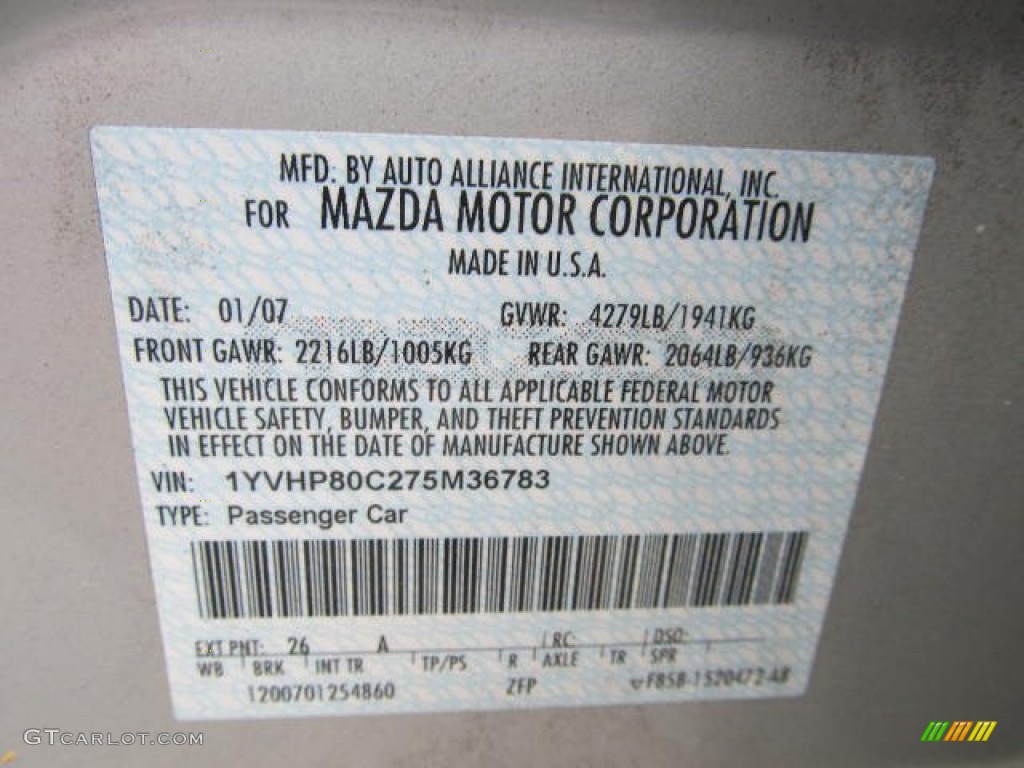 MFD. BY AUTO ALLIANCE INTERNATIONAL, INC.
FOR MAZDA MOTOR CORPORATION
MADE IN U.S.A.
DATE: 01/07 GVWR: 4279LB/1941KG
FRONT GAWR: 2216LB/1005KG REAR GAWR: 2064LB/936KG
THIS VEHICLE CONFORMS TO ALL APPLICABLE FEDERAL MOTOR
VEHICLE SAFETY, BUMPER, AND THEFT PREVENTION STANDARDS
IN EFFECT ON THE DATE OF MANUFACTURE SHOWN ABOVE.
VIN: 1YVHP80C275M36783
TYPE: Passenger Car
EXT PNT: 26 A RC: DSO:
WB BRK INT TR TP/PS R AXLE TR SPR
1200701254860 ZFP F85B-1520472-AB
GTCARLOT.COM